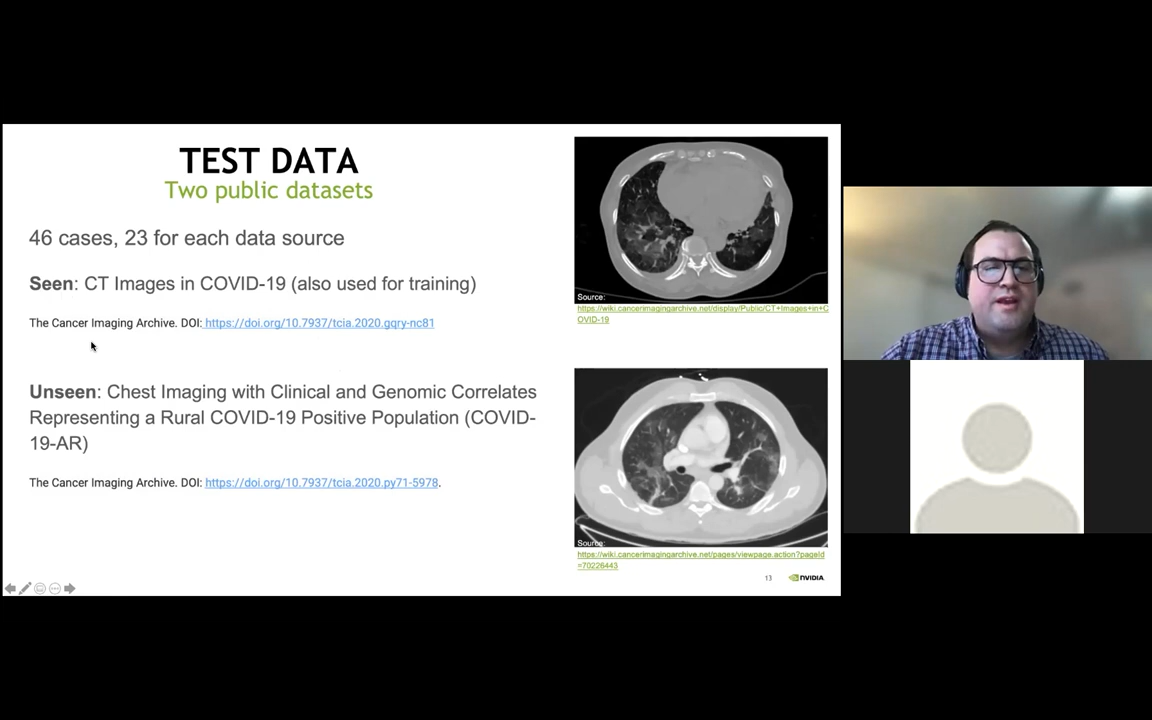 TEST DATA
Two public datasets
46 cases, 23 for each data source
Seen: CT Images in COVID-19 (also used for training)
The Cancer Imaging Archive. DOI: https://doi.org/10.7937/tcia.2020.gqry-nc81
Unseen: Chest Imaging with Clinical and Genomic Correlates
Representing a Rural COVID-19 Positive Population (COVID-
19-AR)
The Cancer Imaging Archive. DOI: https://doi.org/10.7937/tcia.2020.py71-5978.
Source:
https://wiki.cancerimagingarchive.net/display/Public/CT+Images+in+C
OVID-19
Source:
https://wiki.cancerimagingarchive.net/pages/viewpage.action?pageId
=70226443
13
NVIDIA